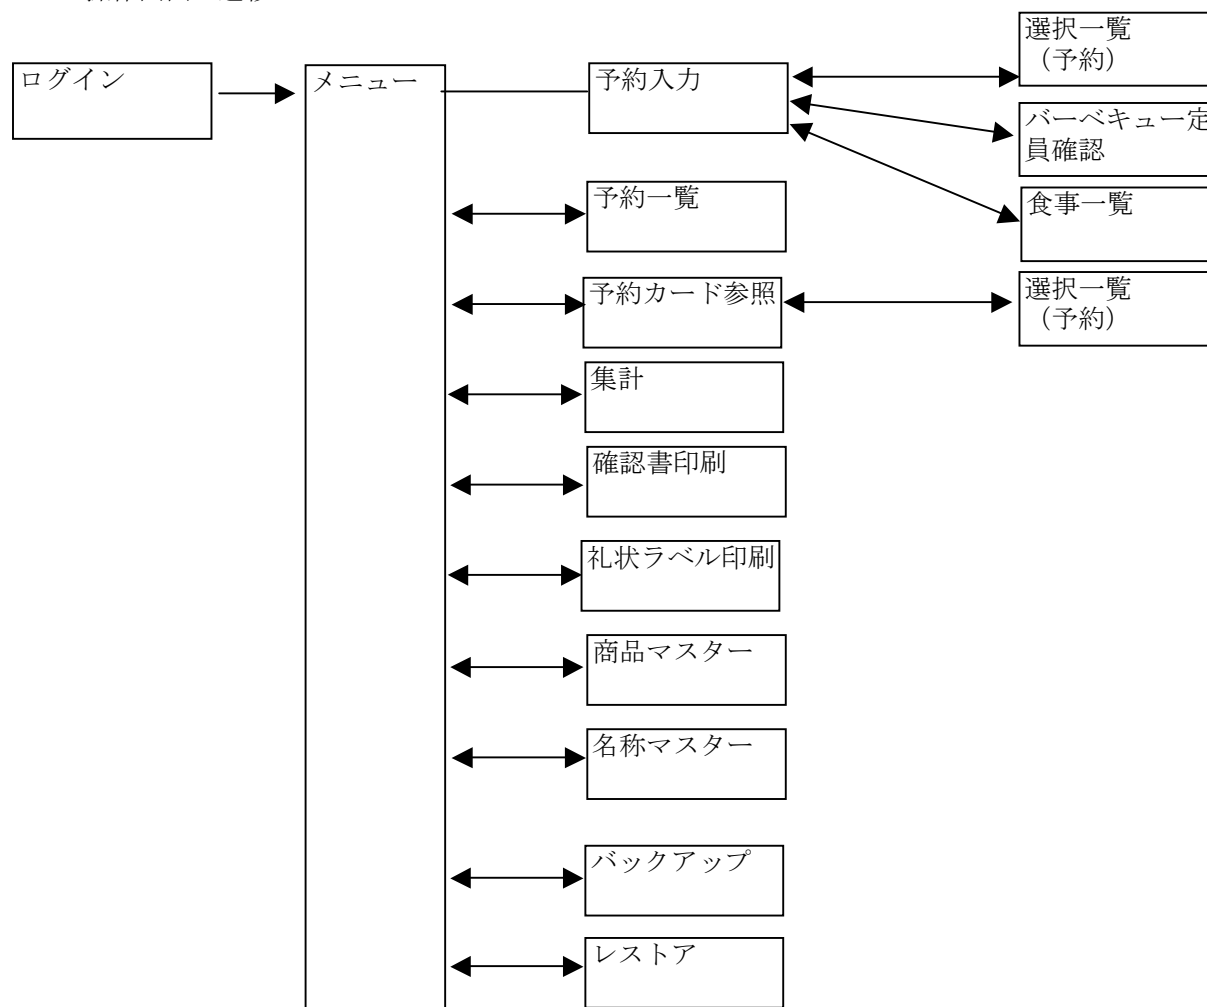 ログイン
メニュー
予約入力
選択一覧
（予約）
バーベキュー定
員確認
食事一覧
予約一覧
予約カード参照
選択一覧
（予約）
集計
確認書印刷
礼状ラベル印刷
商品マスター
名称マスター
バックアップ
レストア